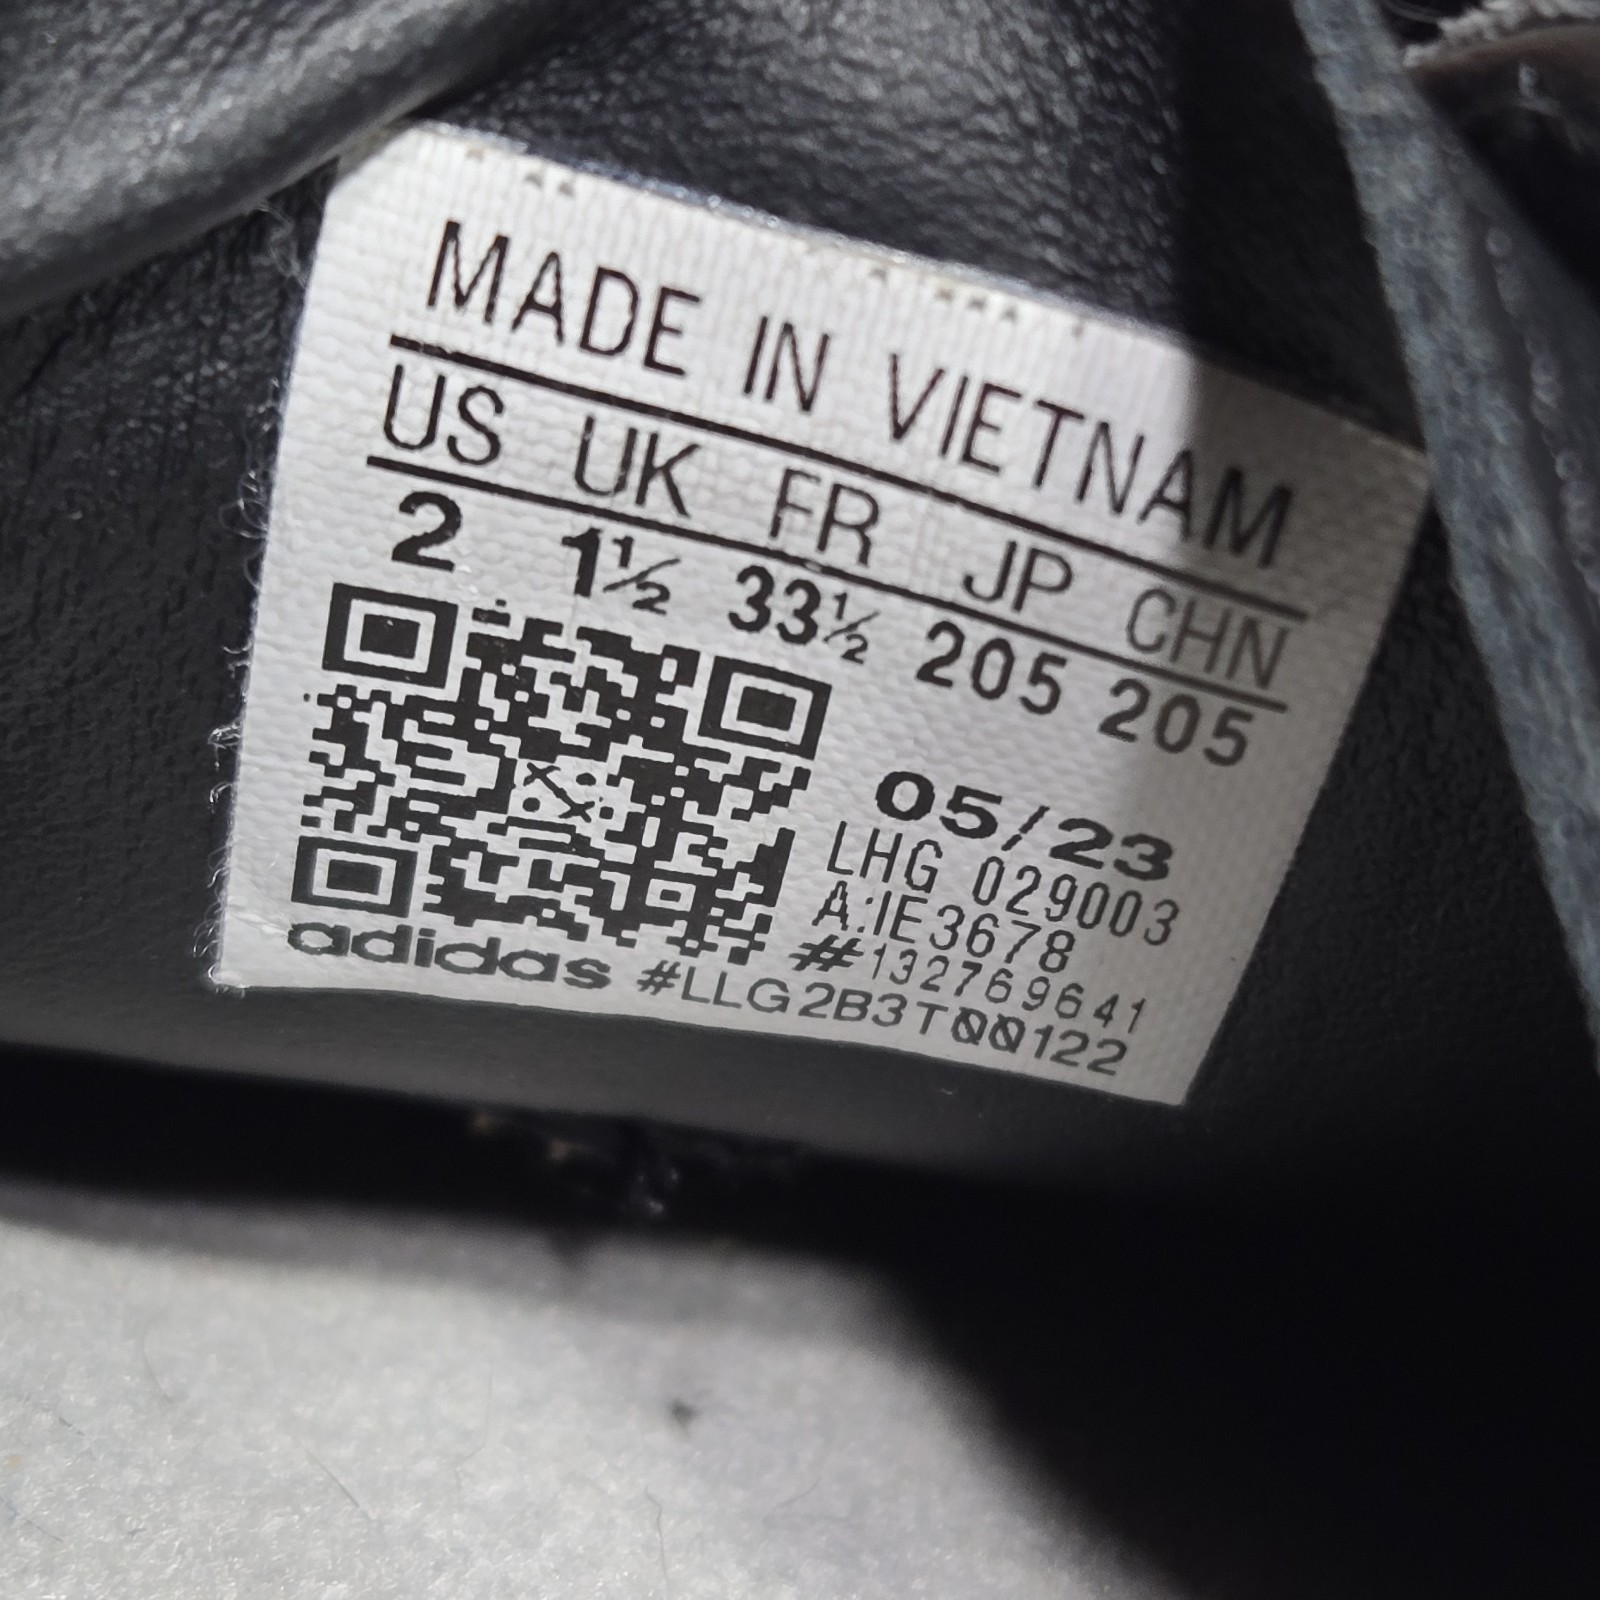 MADE IN VIETNAM
US UK FR JP CHN
2 1½ 33½ 205 205
05/23
LHG 029003
A:IE3678
#132769641
adidas #LLG2B3T00122